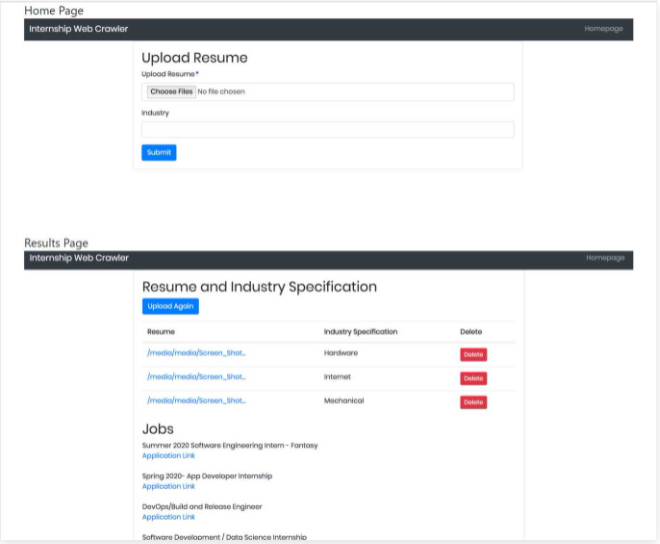 Home Page
Internship Web Crawler Homepage
Upload Resume
Upload Resume*
Choose Files No file chosen
Industry
Submit
Results Page
Internship Web Crawler Homepage
Resume and Industry Specification
Upload Again
Resume Industry Specification Delete
/media/media/Screen_Shot... Hardware Delete
/media/media/Screen_Shot... Internet Delete
/media/media/Screen_Shot... Mechanical Delete
Jobs
Summer 2020 Software Engineering Intern - Fantasy
Application Link
Spring 2020- App Developer Internship
Application Link
DevOps/Build and Release Engineer
Application Link
Software Development / Data Science Internship